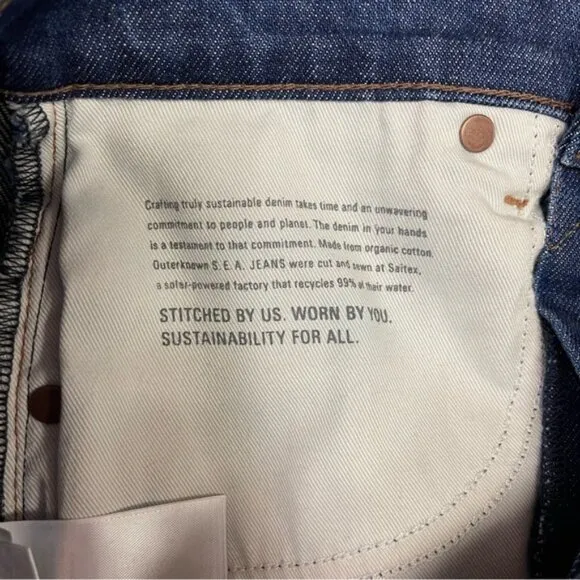 Crafting truly sustainable denim takes time and an unwavering
commitment to people and planet. The denim in your hands
is a testament to that commitment. Made from organic cotton
Outerknown S.E.A. JEANS were cut and sewn at Saitex,
a solar-powered factory that recycles 99% of their water.
STITCHED BY US. WORN BY YOU.
SUSTAINABILITY FOR ALL.